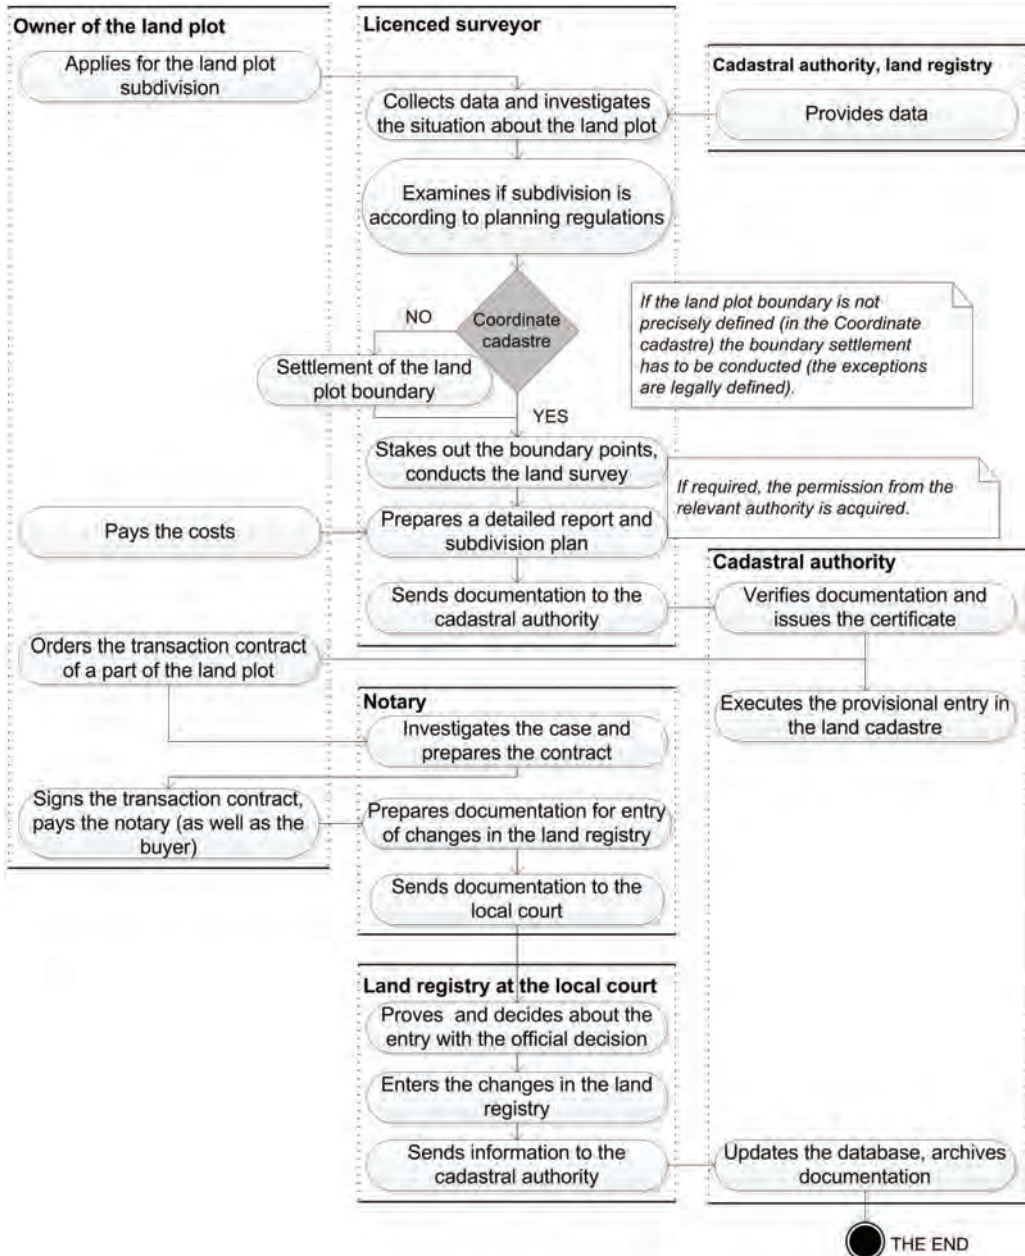 Owner of the land plot
Licenced surveyor
Applies for the land plot
subdivision
Cadastral authority, land registry
Collects data and investigates
the situation about the land plot
Provides data
Examines if subdivision is
according to planning regulations
NO
Coordinate
cadastre
If the land plot boundary is not
precisely defined (in the Coordinate
cadastre) the boundary settlement
has to be conducted (the exceptions
are legally defined).
Settlement of the land
plot boundary
YES
Stakes out the boundary points,
conducts the land survey
If required, the permission from the
relevant authority is acquired.
Pays the costs
Prepares a detailed report and
subdivision plan
Cadastral authority
Sends documentation to the
cadastral authority
Verifies documentation and
issues the certificate
Orders the transaction contract
of a part of the land plot
Notary
Executes the provisional entry in
the land cadastre
Investigates the case and
prepares the contract
Signs the transaction contract,
pays the notary (as well as the
buyer)
Prepares documentation for entry
of changes in the land registry
Sends documentation to the
local court
Land registry at the local court
Proves and decides about the
entry with the official decision
Enters the changes in the land
registry
Sends information to the
cadastral authority
Updates the database, archives
documentation
THE END